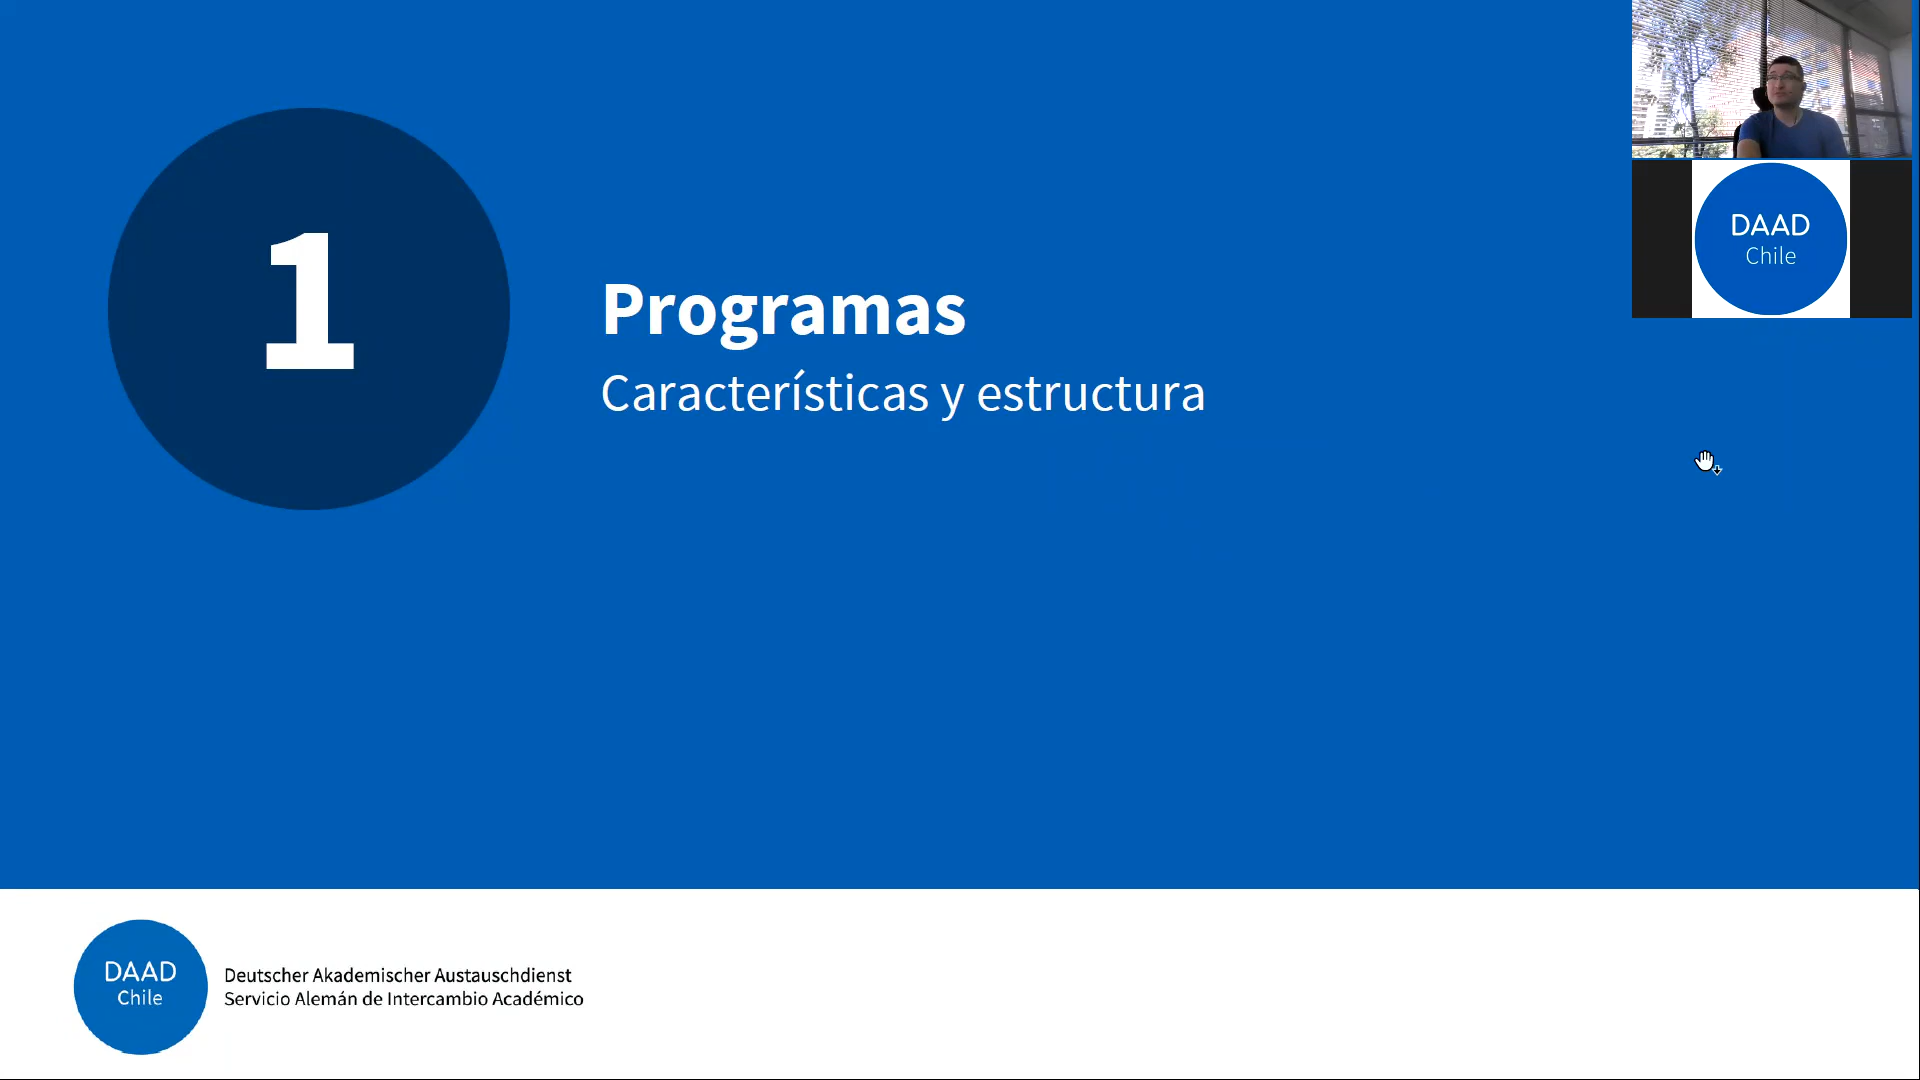 1
Programas
Características y estructura
DAAD
Chile
DAAD
Chile
Deutscher Akademischer Austauschdienst
Servicio Alemán de Intercambio Académico